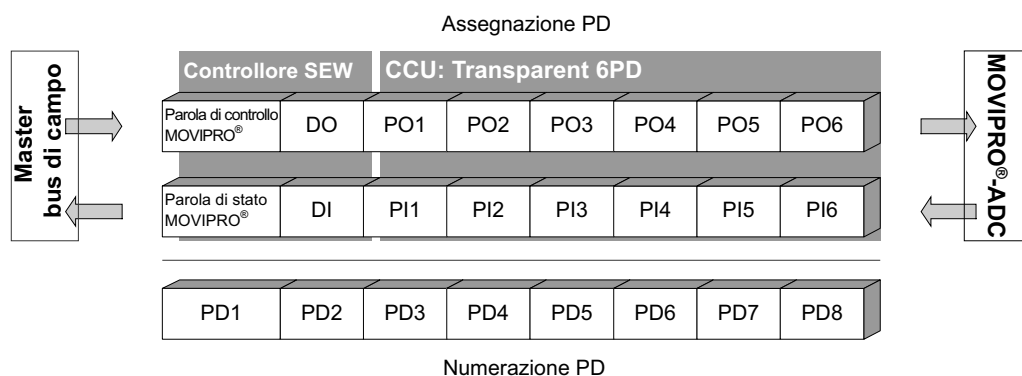 Assegnazione PD
Master
bus di campo
Controllore SEW
CCU: Transparent 6PD
Parola di controllo
MOVIPRO®
DO
PO1
PO2
PO3
PO4
PO5
PO6
Parola di stato
MOVIPRO®
DI
PI1
PI2
PI3
PI4
PI5
PI6
MOVIPRO®-ADC
PD1
PD2
PD3
PD4
PD5
PD6
PD7
PD8
Numerazione PD